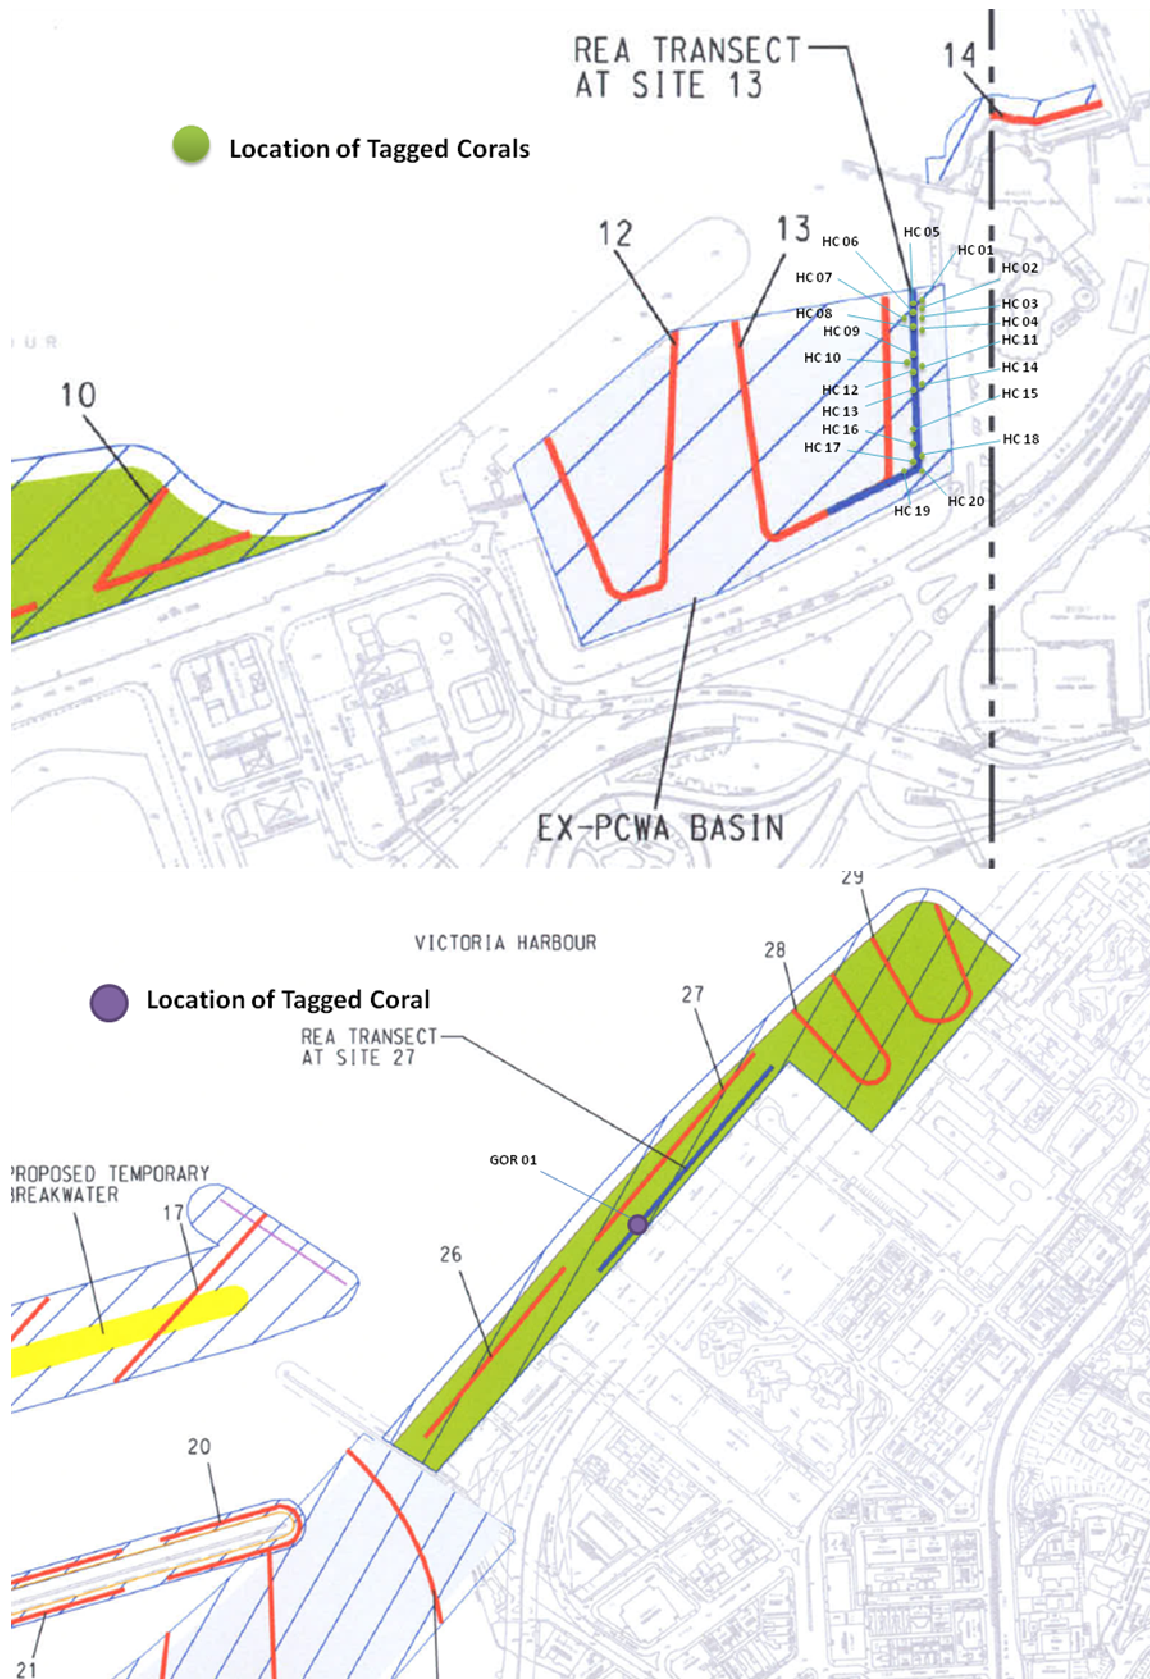 REA TRANSECT
AT SITE 13
14
Location of Tagged Corals
12
13
HC 05
HC 06
HC 01
HC 02
HC 07
HC 03
HC 08
HC 04
HC 09
HC 11
HC 10
HC 14
HC 12
HC 15
HC 13
HC 16
HC 17
HC 18
HC 20
HC 19
U R
10
EX-PCWA BASIN
29
VICTORIA HARBOUR
28
Location of Tagged Coral
27
REA TRANSECT
AT SITE 27
GOR 01
PROPOSED TEMPORARY
BREAKWATER
17
26
20
21